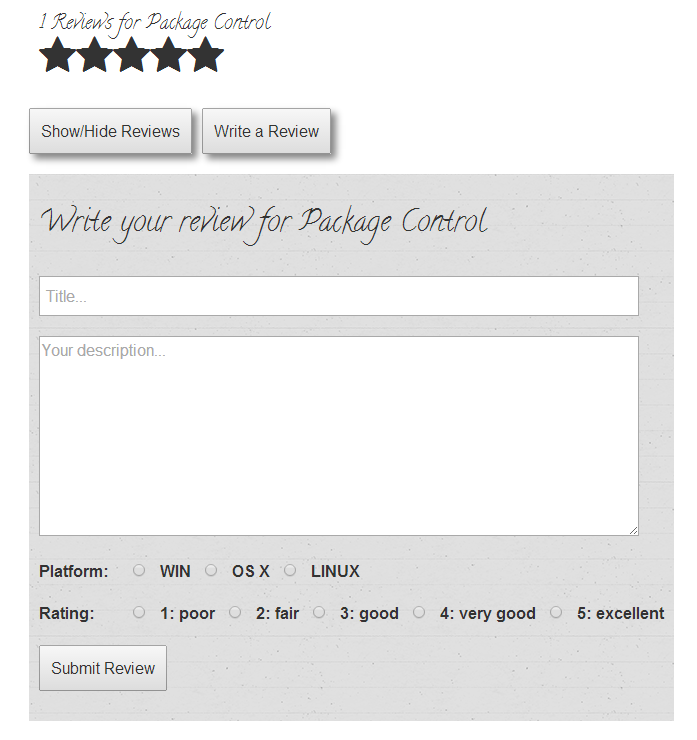 1 Reviews for Package Control
Show/Hide Reviews Write a Review
Write your review for Package Control
Title...
Your description...
Platform: WIN OS X LINUX
Rating: 1: poor 2: fair 3: good 4: very good 5: excellent
Submit Review